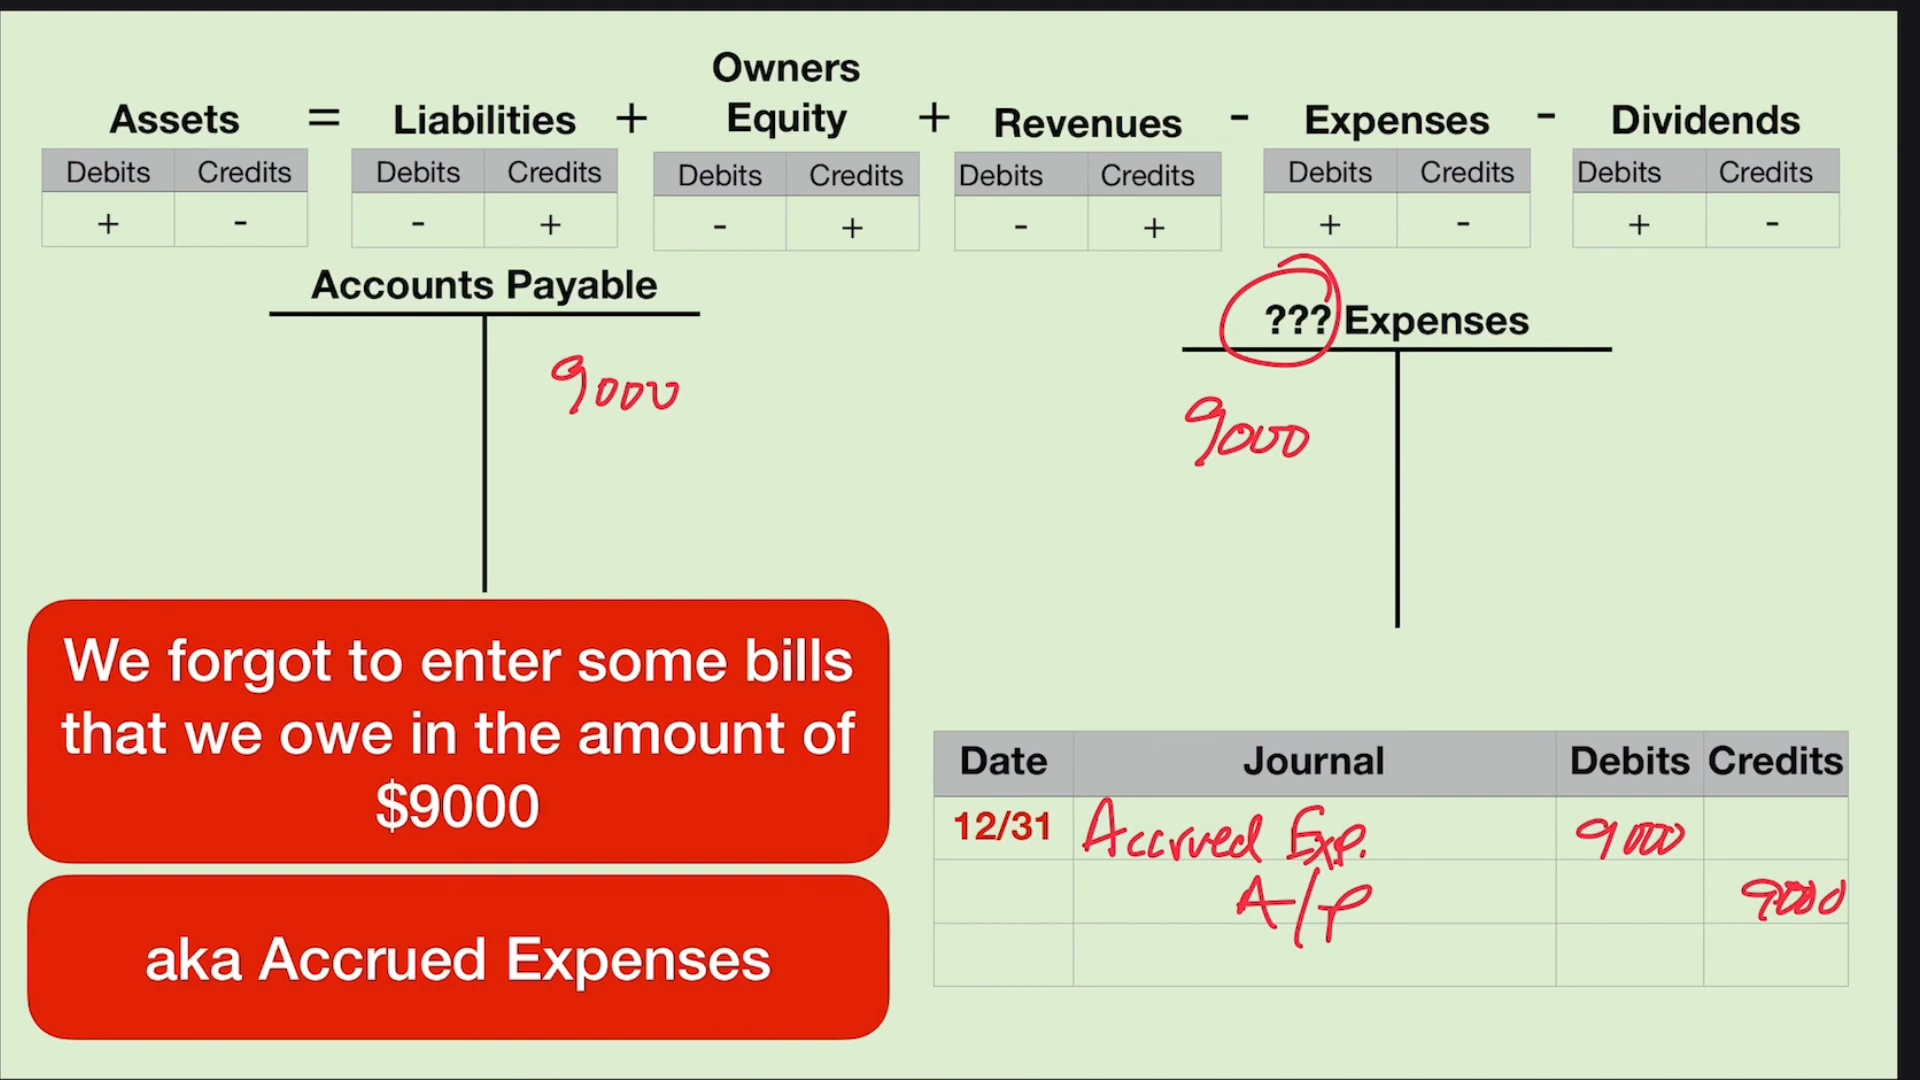 Owners
Assets = Liabilities + Equity + Revenues - Expenses - Dividends
Debits Credits Debits Credits Debits Credits Debits Credits Debits Credits Debits Credits
+ - - + - + - + + - + -
Accounts Payable
??? Expenses
9000
9000
We forgot to enter some bills
that we owe in the amount of
$9000
aka Accrued Expenses
Date Journal Debits Credits
12/31 Accrued Exp. 9000
A/P 9000